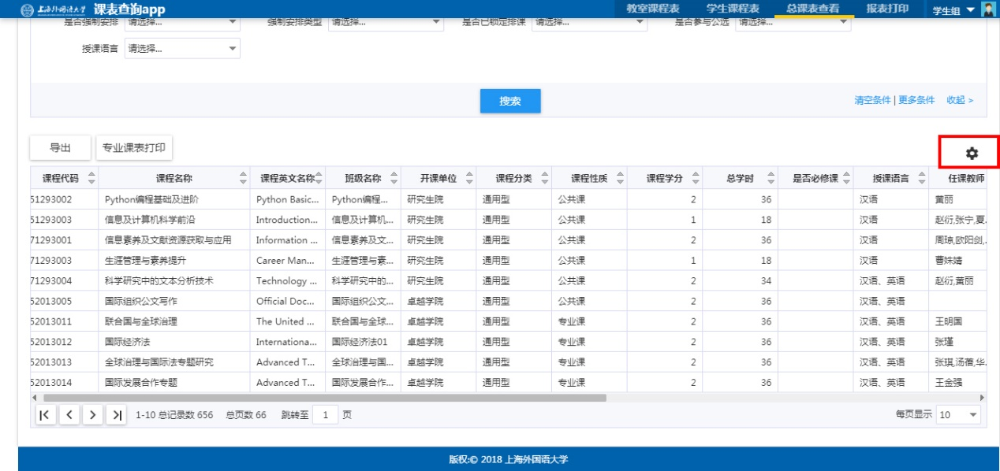 上海外国语大学 课表查询app 教室课程表 学生课程表 总课表查看 报表打印 学生组
是否强制安排 请选择... 强制安排类型 请选择... 是否已锁定排课 请选择... 是否参与公选 请选择...
授课语言 请选择...
搜索 清空条件 | 更多条件 收起 >
导出 专业课表打印
课程代码 课程名称 课程英文名称 班级名称 开课单位 课程分类 课程性质 课程学分 总学时 是否必修课 授课语言 任课教师
51293002 Python编程基础及进阶 Python Basic... Python编程... 研究生院 通用型 公共课 2 36 汉语 黄丽
51293003 信息及计算机科学前沿 Introduction... 信息及计算机... 研究生院 通用型 公共课 1 18 汉语 赵衍,张宁,夏.
71293001 信息素养及文献资源获取与应用 Information ... 信息素养及文... 研究生院 通用型 公共课 2 36 汉语 周琼,欧阳剑,.
71293003 生涯管理与素养提升 Career Man... 生涯管理与素... 研究生院 通用型 公共课 1 18 汉语 曹姝婧
71293004 科学研究中的文本分析技术 Technology ... 科学研究中的... 研究生院 通用型 公共课 2 34 汉语、英语 赵衍,黄丽
52013005 国际组织公文写作 Official Doc... 国际组织公文... 卓越学院 通用型 公共课 2 36 汉语、英语
52013011 联合国与全球治理 The United ... 联合国与全球... 卓越学院 通用型 专业课 2 36 汉语、英语 王明国
52013012 国际经济法 Internationa... 国际经济法01 卓越学院 通用型 专业课 2 36 汉语、英语 张瑾
52013013 全球治理与国际法专题研究 Advanced T... 全球治理与国... 卓越学院 通用型 专业课 2 36 汉语、英语 张琪,汤蓓,华.
52013014 国际发展合作专题 Advanced T... 国际发展合作... 卓越学院 通用型 专业课 2 36 汉语、英语 王金强
1-10 总记录数 656 总页数 66 跳转至 1 页 每页显示 10
版权:© 2018 上海外国语大学